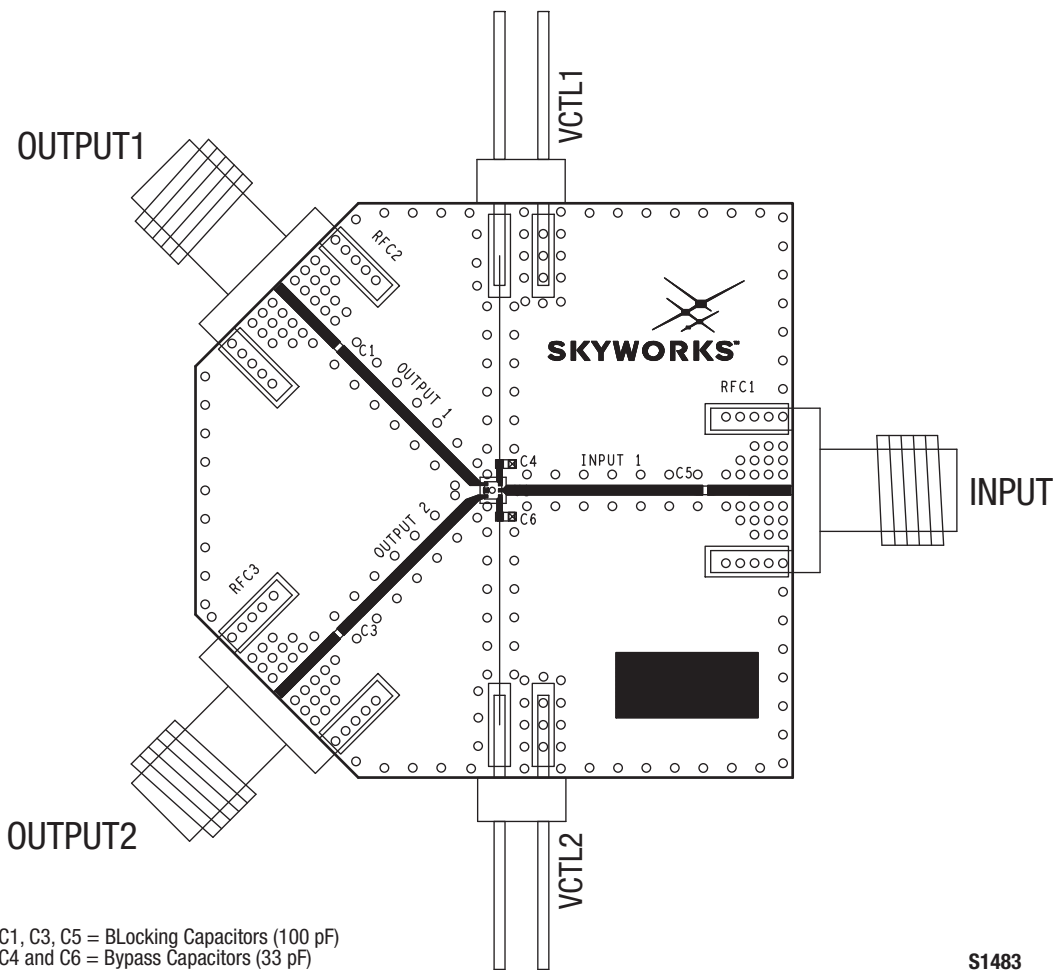 VCTL1
OUTPUT1
RFC2
SKYWORKS™
C1
OUTPUT 1
RFC1
C4
INPUT 1
C5
INPUT
C6
OUTPUT 2
RFC3
C3
OUTPUT2
VCTL2
C1, C3, C5 = BLocking Capacitors (100 pF)
C4 and C6 = Bypass Capacitors (33 pF)
S1483